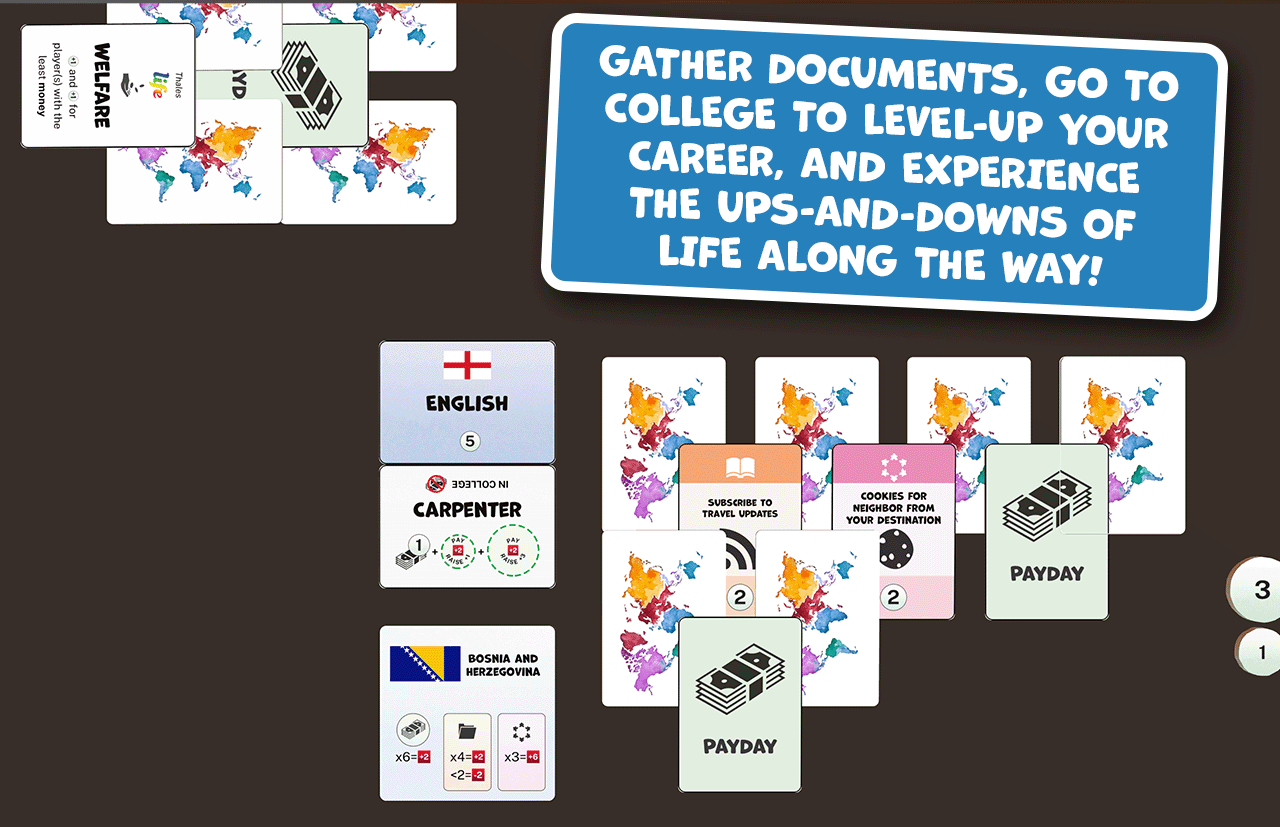 GATHER DOCUMENTS, GO TO
COLLEGE TO LEVEL-UP YOUR
CAREER, AND EXPERIENCE
THE UPS-AND-DOWNS OF
LIFE ALONG THE WAY!
Thales
life
WELFARE
+1 and +1 for
player(s) with the
least money
AYD
ENGLISH
5
IN COLLEGE
CARPENTER
1
+
PAY
+2
RAISE ×1
+
PAY
+2
RAISE ×3
BOSNIA AND
HERZEGOVINA
x6=+2
x4=+2
<2=-2
x3=+6
SUBSCRIBE TO
TRAVEL UPDATES
2
COOKIES FOR
NEIGHBOR FROM
YOUR DESTINATION
2
PAYDAY
PAYDAY
3
1